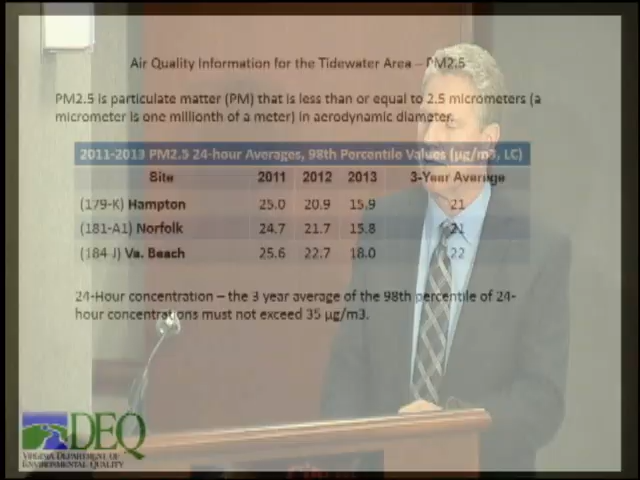 Air Quality Information for the Tidewater Area – PM2.5
PM2.5 is particulate matter (PM) that is less than or equal to 2.5 micrometers (a
micrometer is one millionth of a meter) in aerodynamic diameter.
2011-2013 PM2.5 24-hour Averages, 98th Percentile Values (µg/m3, LC)
Site 2011 2012 2013 3-Year Average
(179-K) Hampton 25.0 20.9 15.9 21
(181-A1) Norfolk 24.7 21.7 15.8 21
(184-J) Va. Beach 25.6 22.7 18.0 22
24-Hour concentration – the 3 year average of the 98th percentile of 24-
hour concentrations must not exceed 35 µg/m3.
DEQ
VIRGINIA DEPARTMENT OF
ENVIRONMENTAL QUALITY